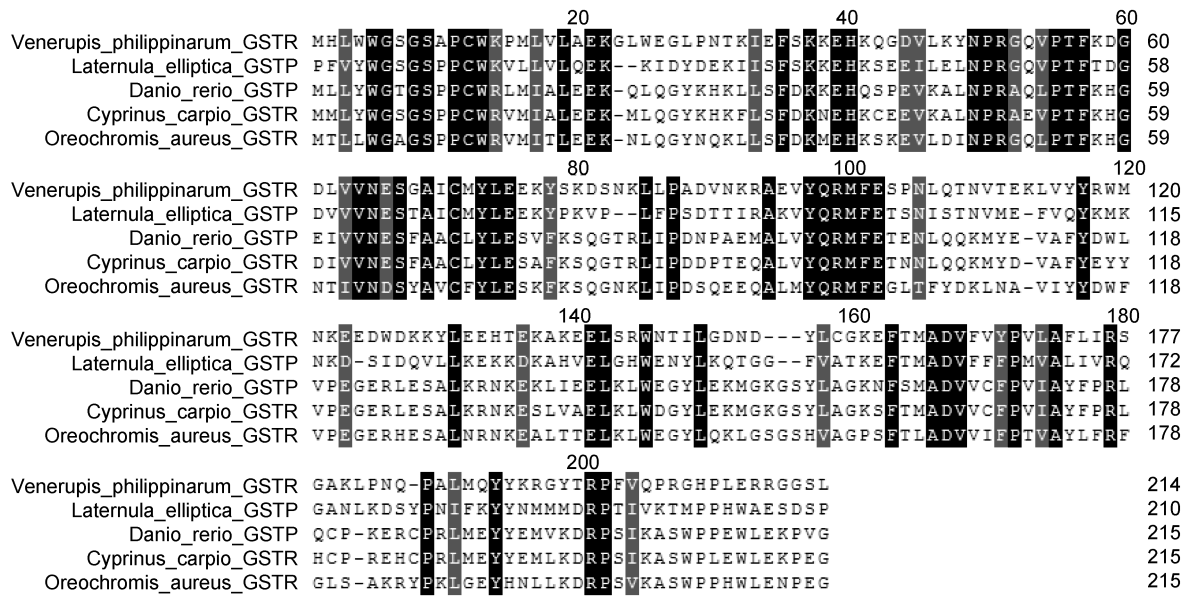 20 40 60
Venerupis_philippinarum_GSTR MHLWWGSGSAPCWKPMLVLAEKGLWEGLPNTKIEFSKKEHKQGDVLKYNPRGQVPTFKDG 60
Laternula_elliptica_GSTP PFVYWGSGSPPCWKVLLVLQEK--KIDYDEKIISFSKKEHKSEEILELNPRGQVPTFTDG 58
Danio_rerio_GSTP MLLYWGTGSPPCWRLMIALEEK-QLQGYKHKLLSFDKKEHQSPEVKALNPRAQLPTFKHG 59
Cyprinus_carpio_GSTR MMLYWGSGSPPCWRVMIALEEK-MLQGYKHKFLSFDKNEHKCEEVKALNPRAEVPTFKHG 59
Oreochromis_aureus_GSTR MTLLWGAGSPPCWRVMITLEEK-NLQGYNQKLLSFDKMEHKSKEVLDINPRGQLPTFKHG 59
80 100 120
Venerupis_philippinarum_GSTR DLVVNESGAICMYLEEKYSKDSNKLLPADVNKRAEVYQRMFESPNLQTNVTEKLVYYRWM 120
Laternula_elliptica_GSTP DVVVNESTAICMYLEEKYPKVP--LFPSDTTIRAKVYQRMFETSNISTNVME-FVQYKMK 115
Danio_rerio_GSTP EIVVNESFAACLYLESVFKSQGTRLIPDNPAEMALVYQRMFETENLQQKMYE-VAFYDWL 118
Cyprinus_carpio_GSTR DIVVNESFAACLYLESAFKSQGTRLIPDDPTEQALVYQRMFETNNLQQKMYD-VAFYEYY 118
Oreochromis_aureus_GSTR NTIVNDSYAVCFYLESKFKSQGNKLIPDSQEEQALMYQRMFEGLTFYDKLNA-VIYYDWF 118
140 160 180
Venerupis_philippinarum_GSTR NKEEDWDKKYLEEHTEKAKEELSRWNTILGDND---YLCGKEFTMADVFVYPVLAFLIRS 177
Laternula_elliptica_GSTP NKD-SIDQVLLKEKKDKAHVELGHWENYLKQTGG--FVATKEFTMADVFFFPMVALIVRQ 172
Danio_rerio_GSTP VPEGERLESALKRNKEKLIEELKLWEGYLEKMGKGSYLAGKNFSMADVVCFPVIAYFPRL 178
Cyprinus_carpio_GSTR VPEGERLESALKRNKESLVAELKLWDGYLEKMGKGSYLAGKSFTMADVVCFPVIAYFPRL 178
Oreochromis_aureus_GSTR VPEGERHESALNRNKEALTTELKLWEGYLQKLGSGSHVAGPSFTLADVVIFPTVAYLFRF 178
200
Venerupis_philippinarum_GSTR GAKLPNQ-PALMQYYKRGYTRPFVQPRGHPLERRGGSL 214
Laternula_elliptica_GSTP GANLKDSYPNIFKYYNMMMDRPTIVKTMPPHWAESDSP 210
Danio_rerio_GSTP QCP-KERCPRLMEYYEMVKDRPSIKASWPPEWLEKPVG 215
Cyprinus_carpio_GSTR HCP-REHCPRLMEYYEMLKDRPSIKASWPLEWLEKPEG 215
Oreochromis_aureus_GSTR GLS-AKRYPKLGEYHNLLKDRPSVKASWPPHWLENPEG 215